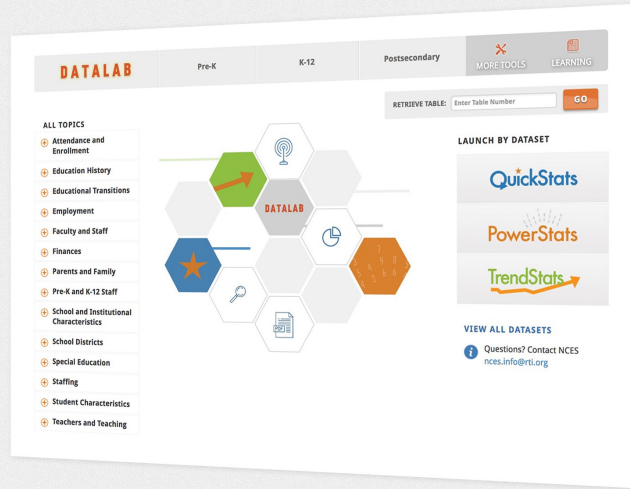 DATALAB
Pre-K
K-12
Postsecondary
MORE TOOLS
LEARNING
RETRIEVE TABLE:
Enter Table Number
GO
ALL TOPICS
Attendance and
Enrollment
Education History
Educational Transitions
Employment
Faculty and Staff
Finances
Parents and Family
Pre-K and K-12 Staff
School and Institutional
Characteristics
School Districts
Special Education
Staffing
Student Characteristics
Teachers and Teaching
DATALAB
PDF
LAUNCH BY DATASET
QuickStats
PowerStats
TrendStats
VIEW ALL DATASETS
Questions? Contact NCES
nces.info@rti.org